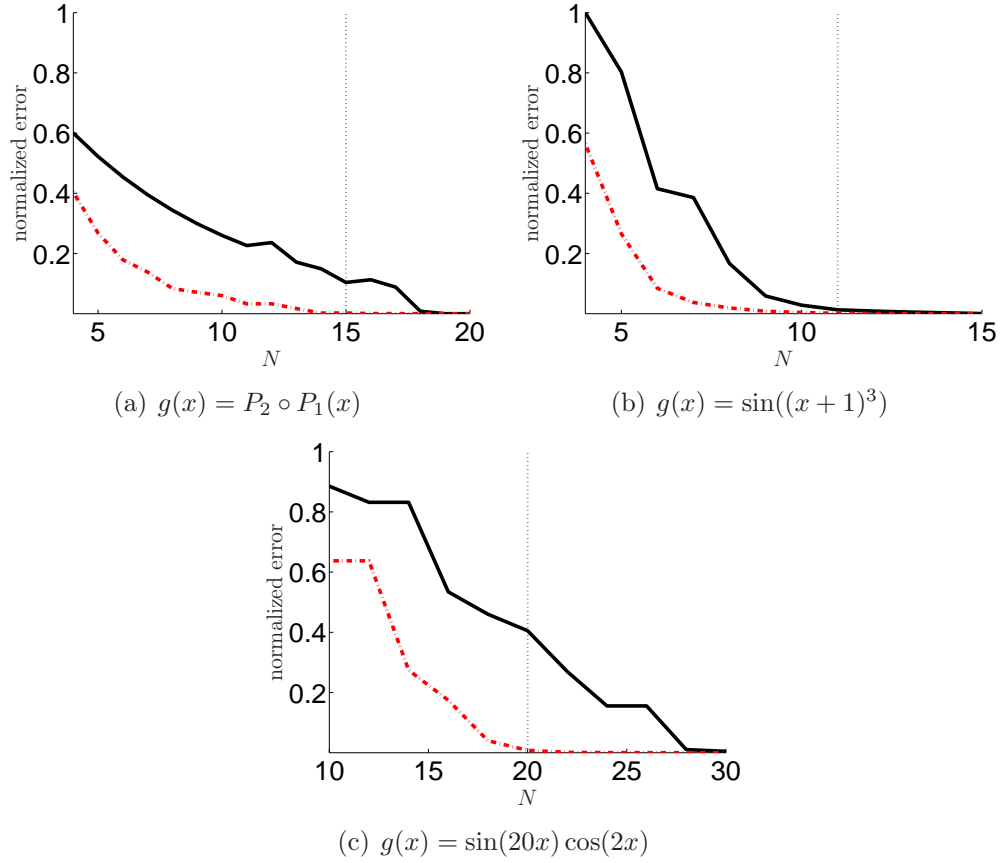 1
0.8
0.6
0.4
0.2
normalized error
5 10 15 20
N
(a) g(x) = P₂ ∘ P₁(x)
1
0.8
0.6
0.4
0.2
normalized error
5 10 15
N
(b) g(x) = sin((x + 1)³)
1
0.8
0.6
0.4
0.2
normalized error
10 15 20 25 30
N
(c) g(x) = sin(20x) cos(2x)